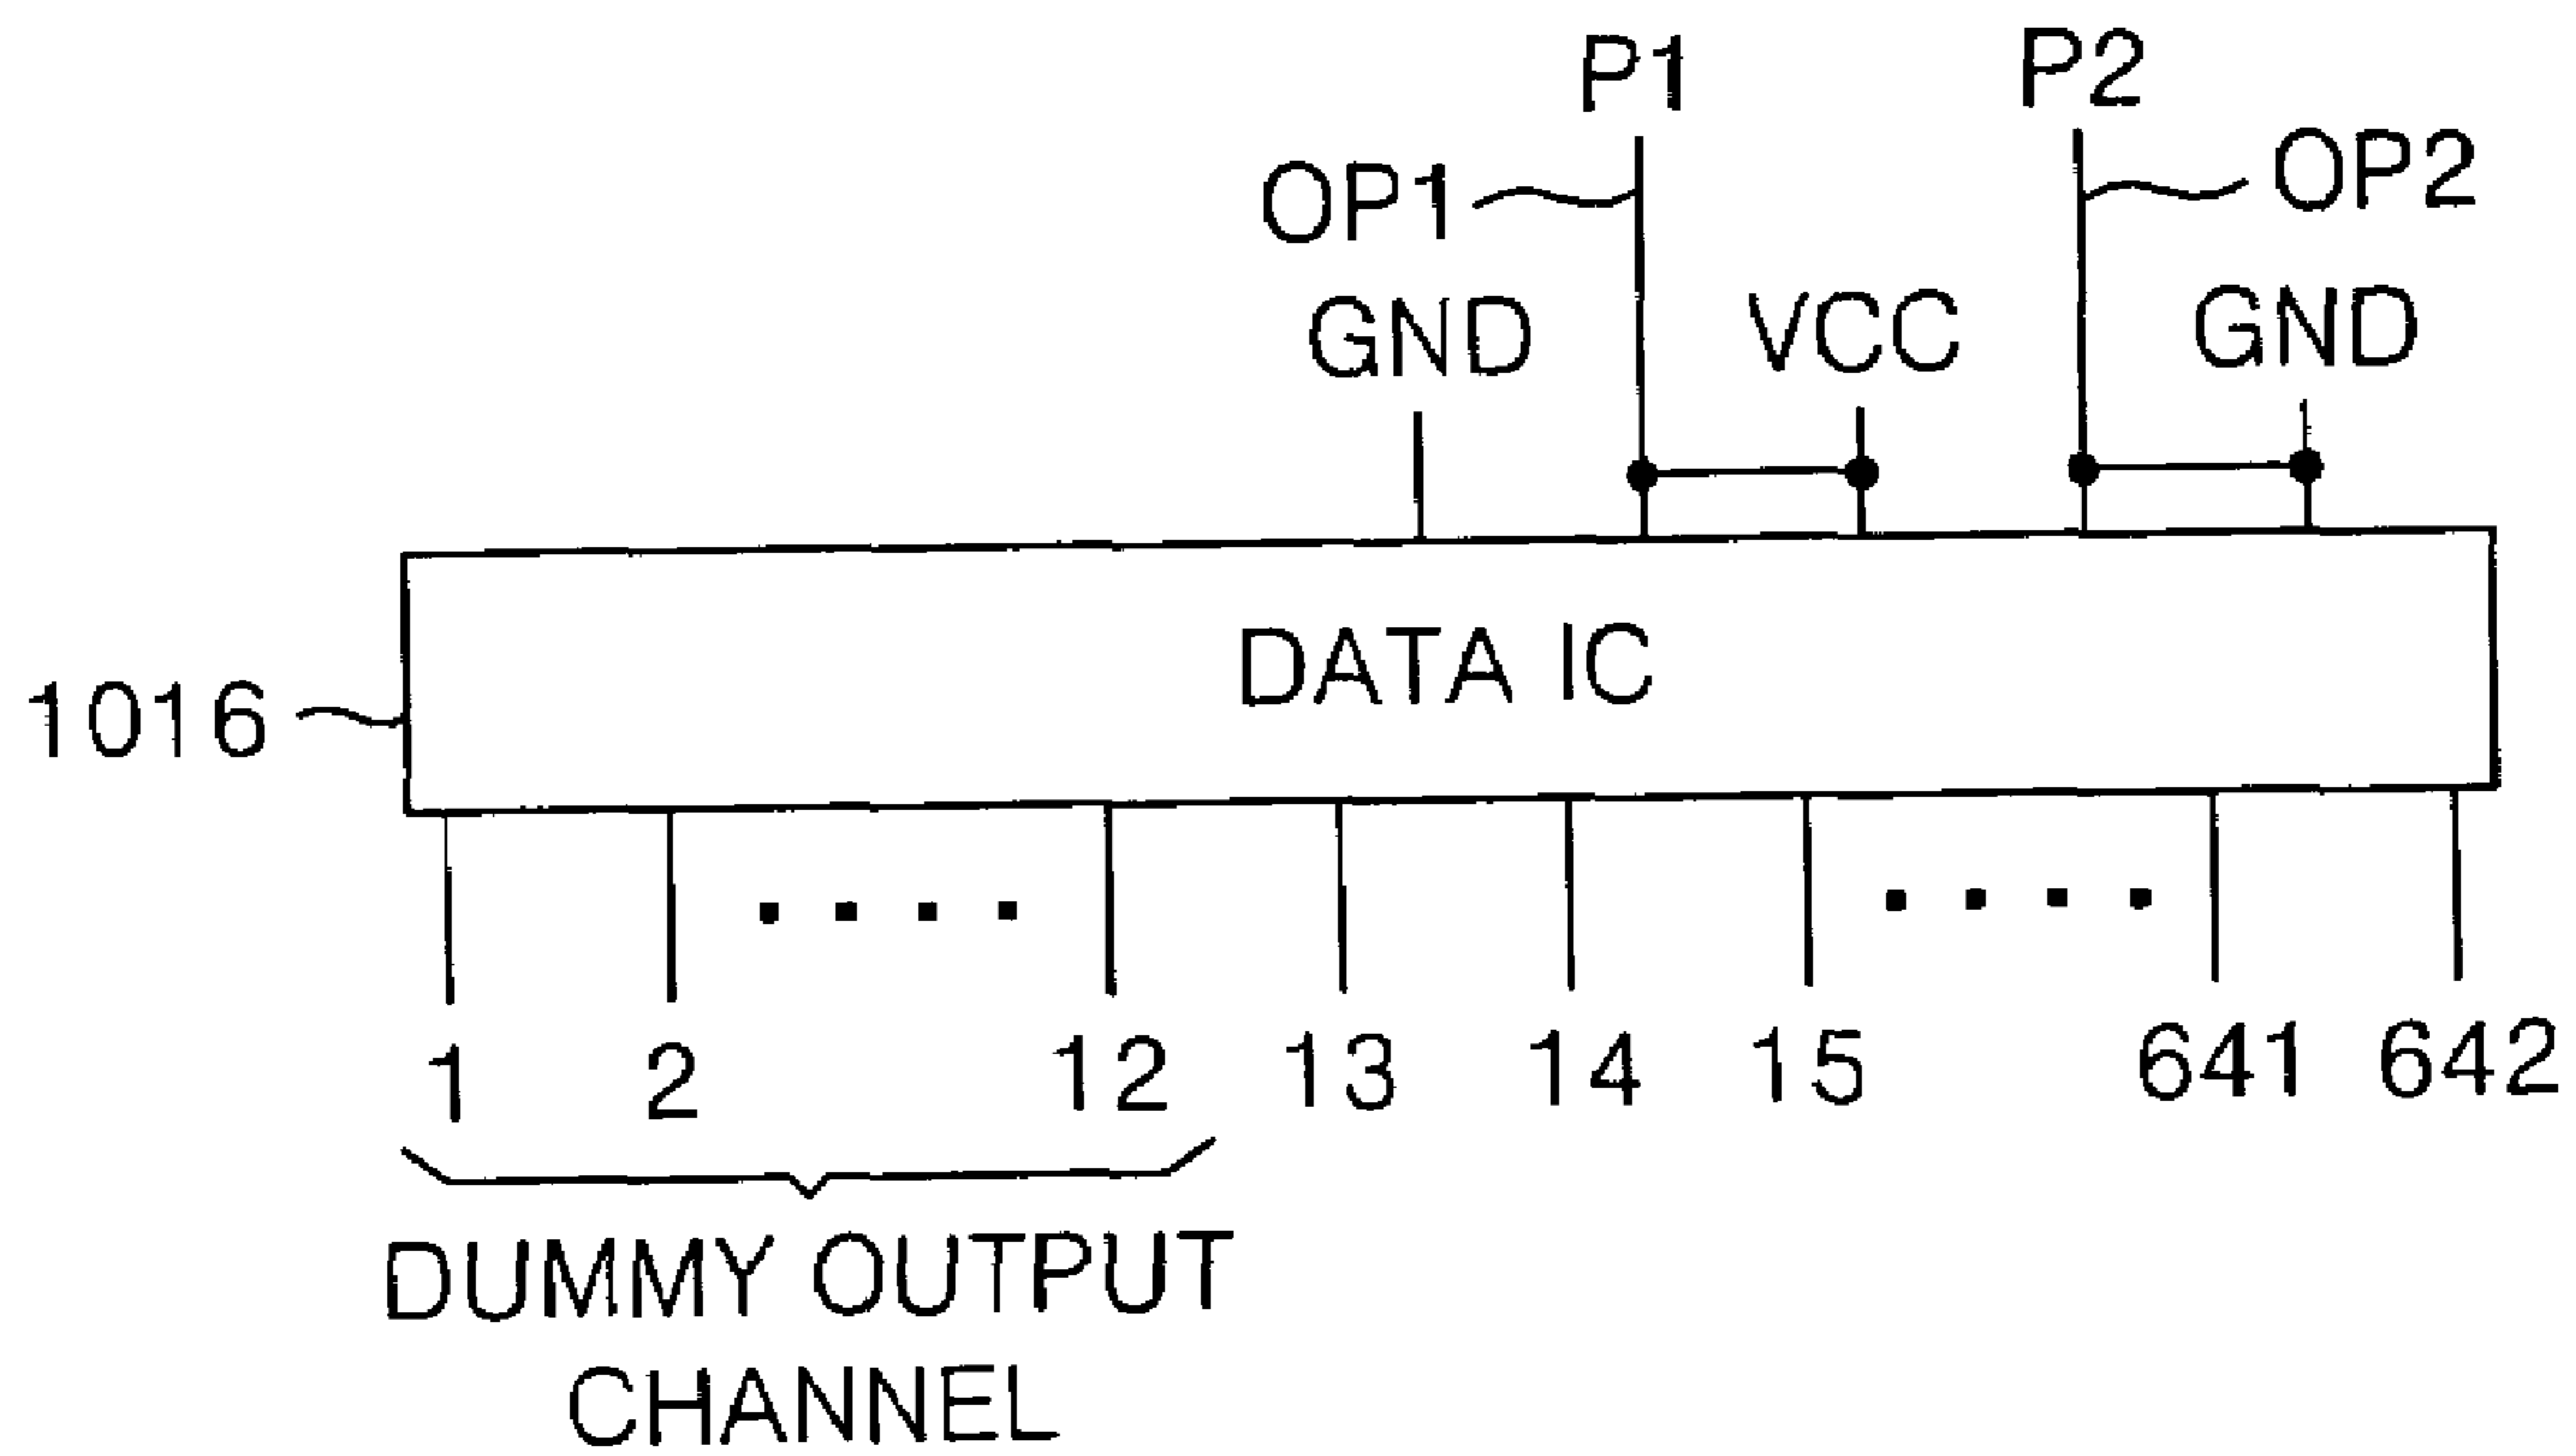 P1 P2
OP1 OP2
GND VCC GND
DATA IC
1016
1 2 12 13 14 15 641 642
DUMMY OUTPUT
CHANNEL